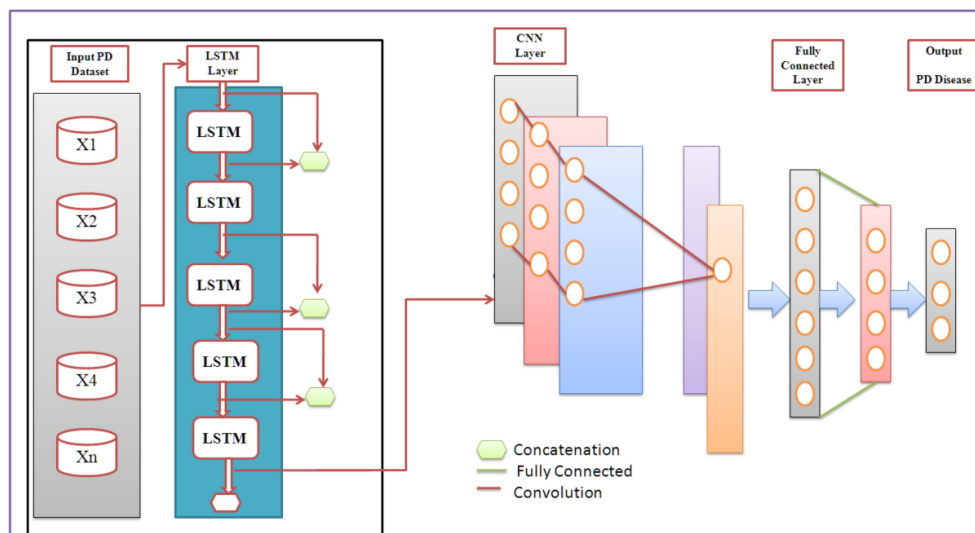 Input PD
Dataset
X1
X2
X3
X4
Xn
LSTM
Layer
LSTM
LSTM
LSTM
LSTM
LSTM
CNN
Layer
Fully
Connected
Layer
Output
PD Disease
Concatenation
Fully Connected
Convolution